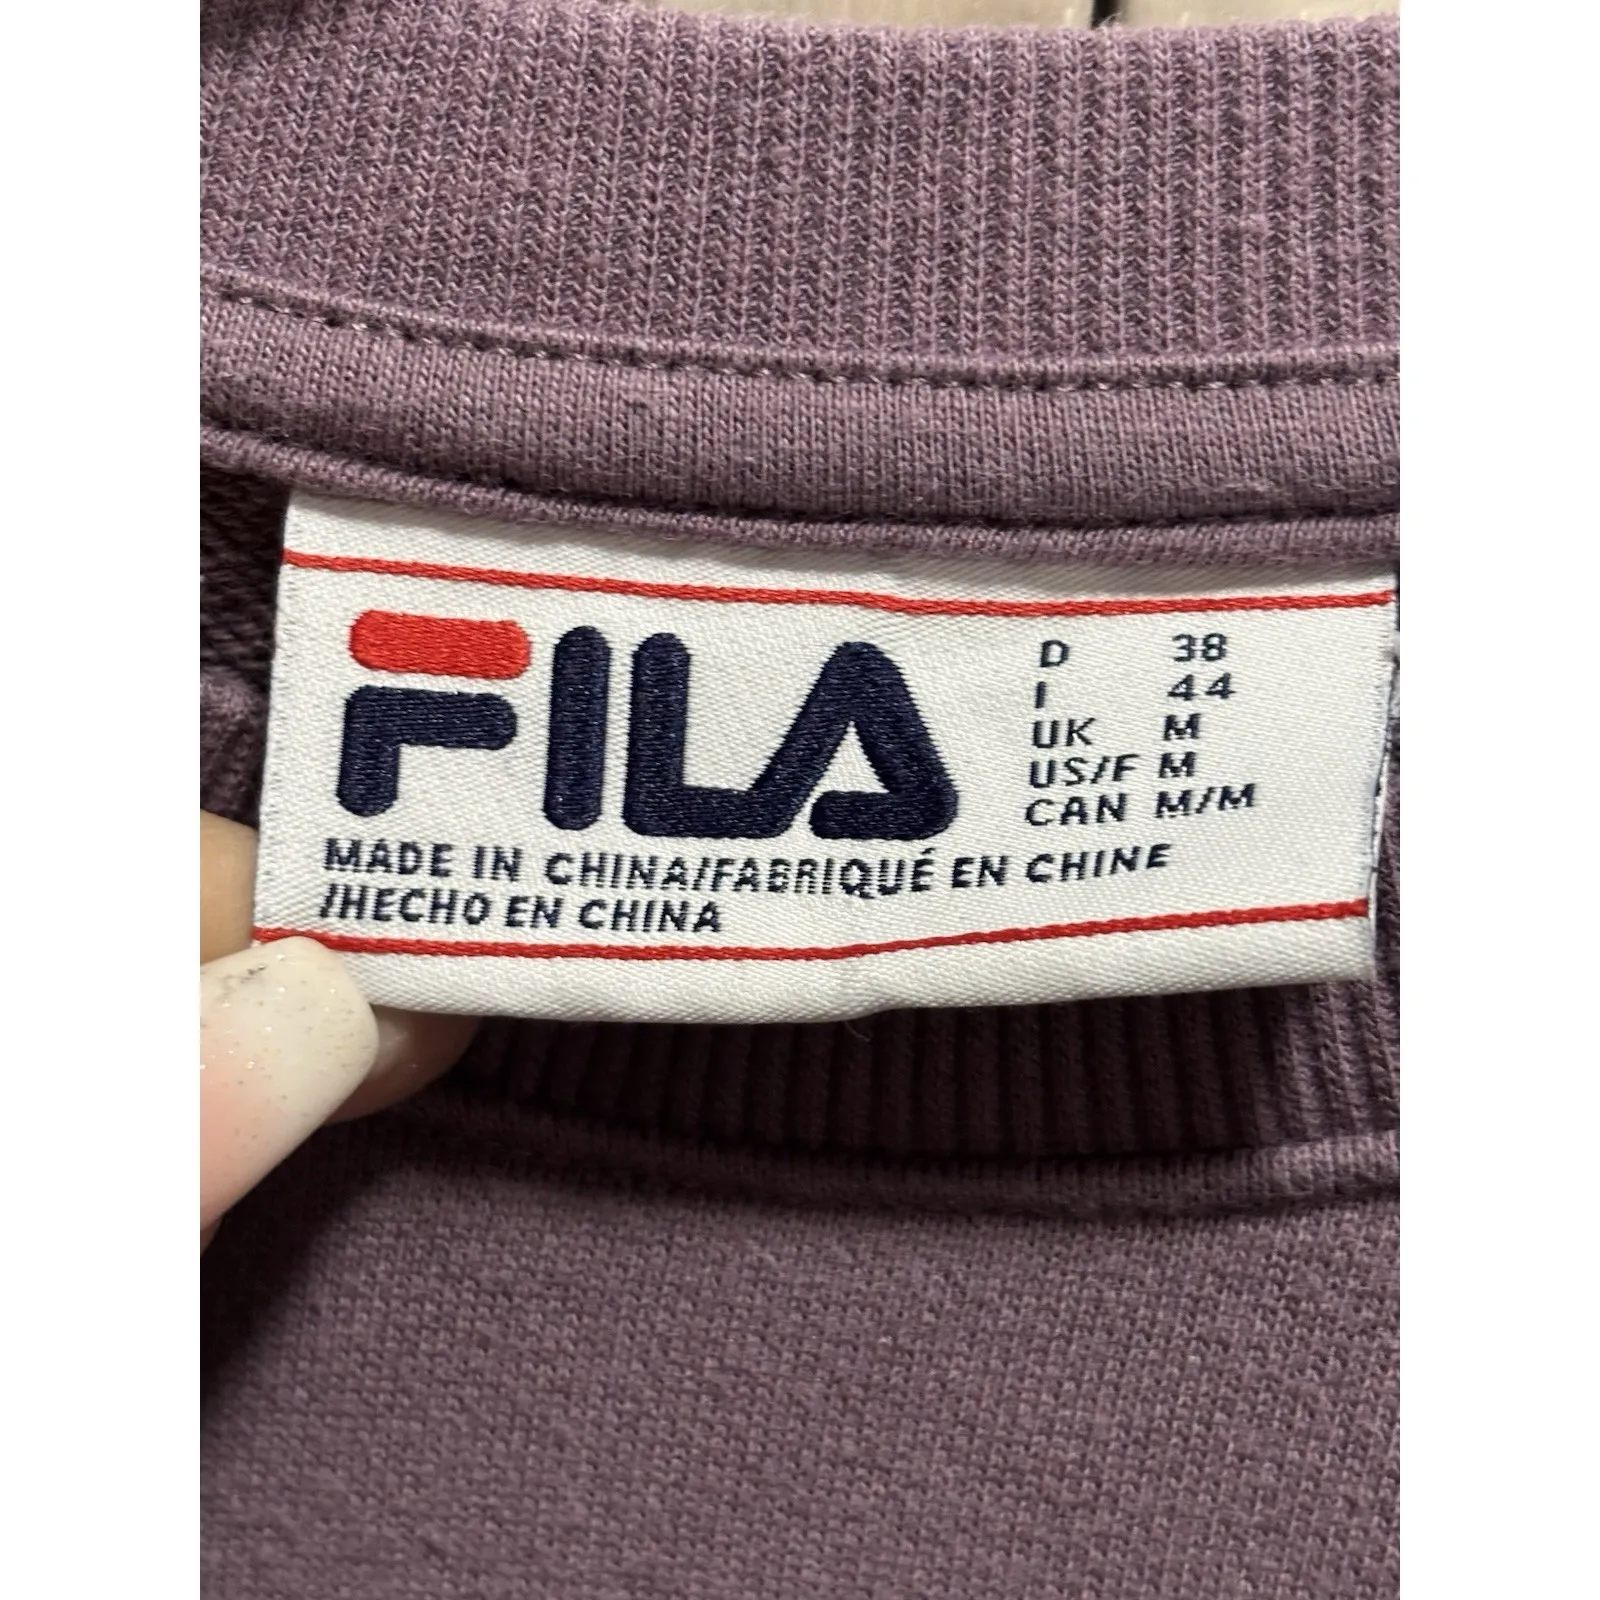 FILA
D 38
I 44
UK M
US/F M
CAN M/M
MADE IN CHINA/FABRIQUÉ EN CHINE
/HECHO EN CHINA